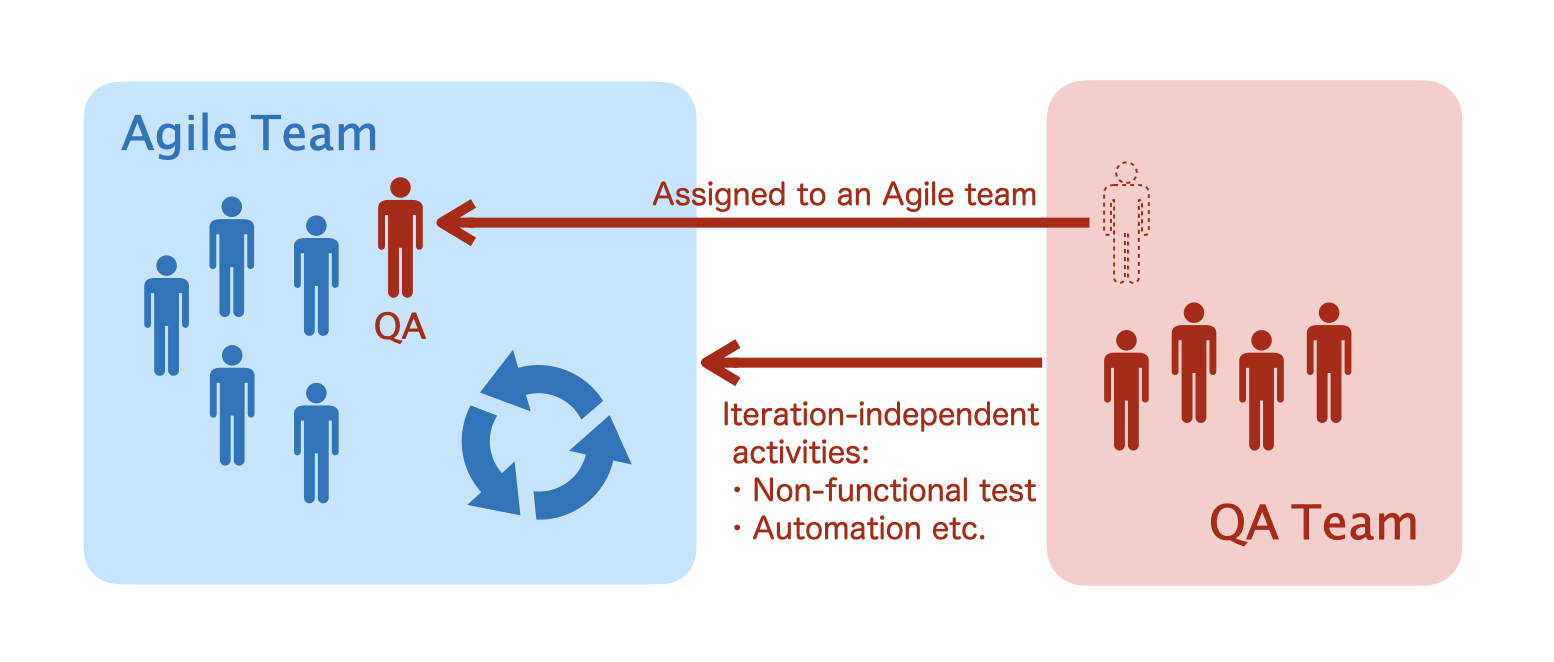 Agile Team
Assigned to an Agile team
QA
Iteration-independent
activities:
・Non-functional test
・Automation etc.
QA Team